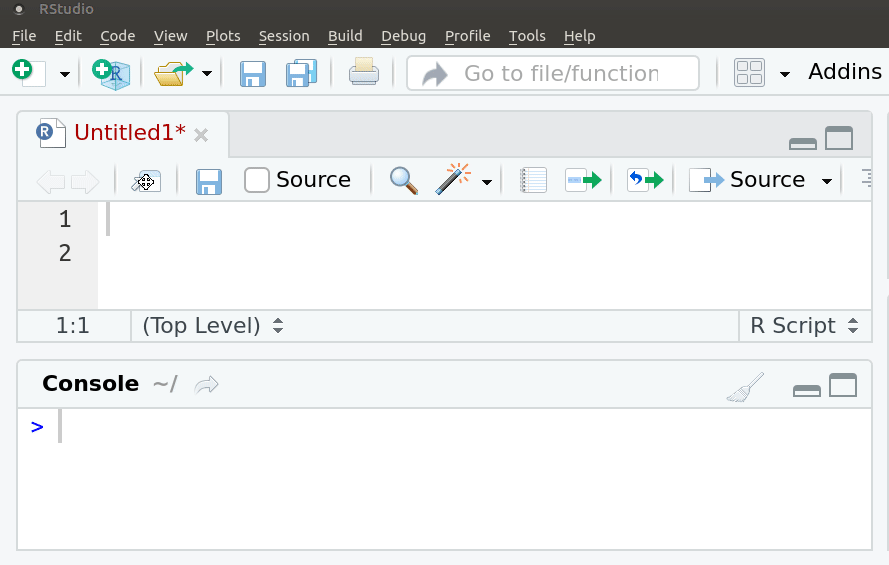 RStudio
File Edit Code View Plots Session Build Debug Profile Tools Help
R Go to file/function Addins
R Untitled1*
Source Source
1
2
1:1 (Top Level) R Script
Console ~/
>